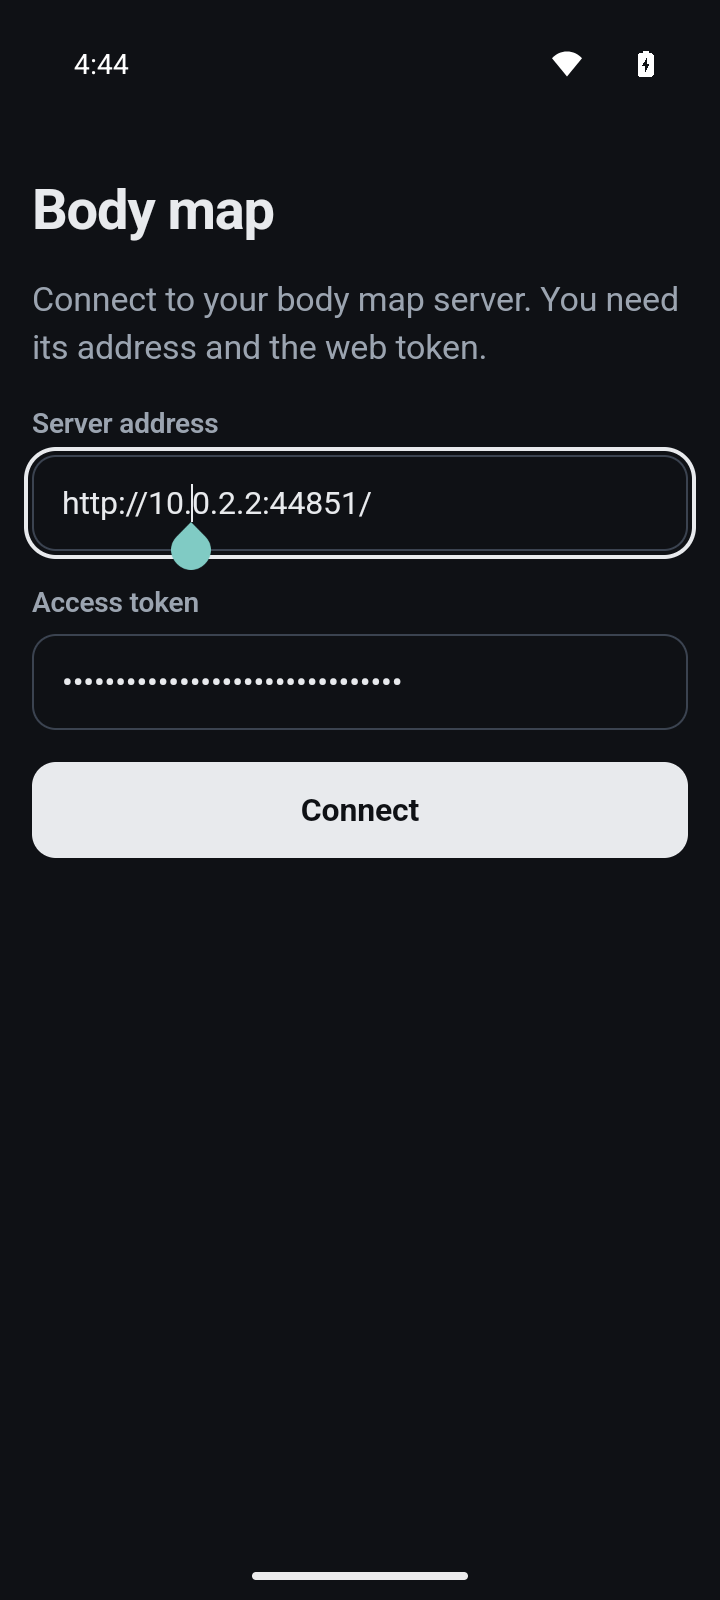 4:44
Body map
Connect to your body map server. You need
its address and the web token.
Server address
http://10.0.2.2:44851/
Access token
••••••••••••••••••••••••••••••••
Connect